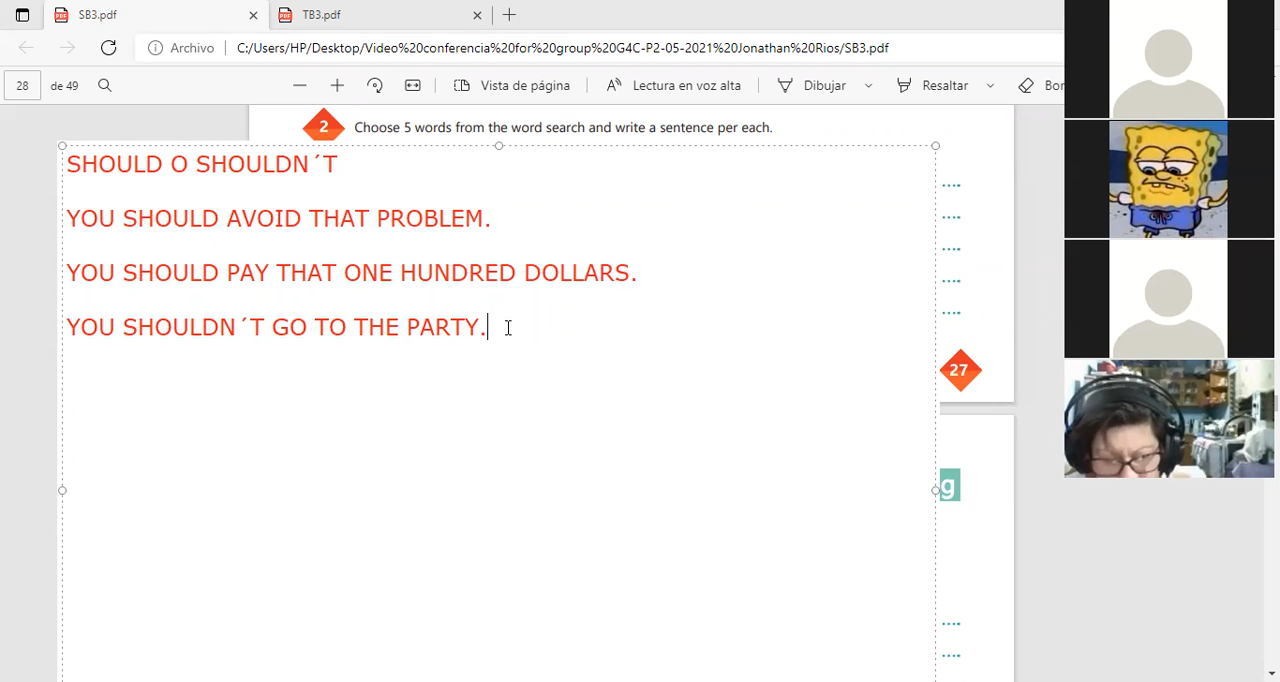 SB3.pdf
TB3.pdf
Archivo C:/Users/HP/Desktop/Video%20conferencia%20for%20group%20G4C-P2-05-2021%20Jonathan%20Rios/SB3.pdf
28 de 49 Vista de página Lectura en voz alta Dibujar Resaltar Bor
2 Choose 5 words from the word search and write a sentence per each.
SHOULD O SHOULDN´T
YOU SHOULD AVOID THAT PROBLEM.
YOU SHOULD PAY THAT ONE HUNDRED DOLLARS.
YOU SHOULDN´T GO TO THE PARTY.
27
g